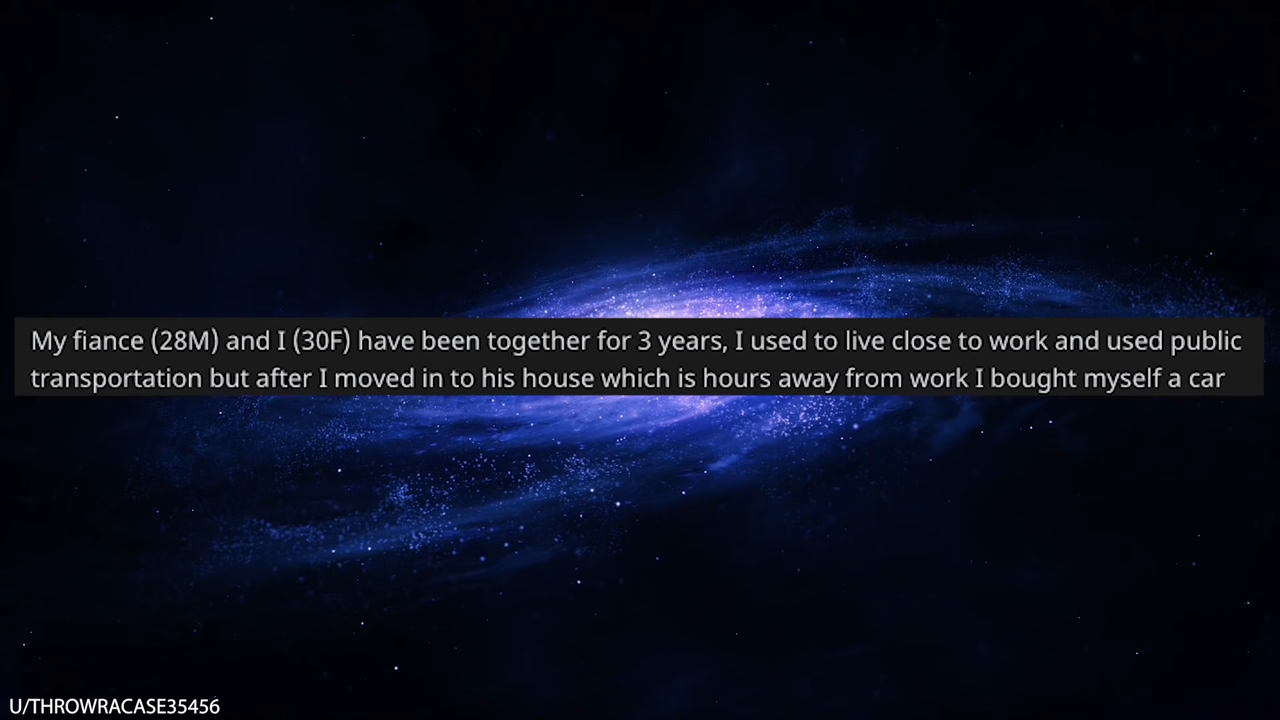 My fiance (28M) and I (30F) have been together for 3 years, I used to live close to work and used public
transportation but after I moved in to his house which is hours away from work I bought myself a car
U/THROWRACASE35456